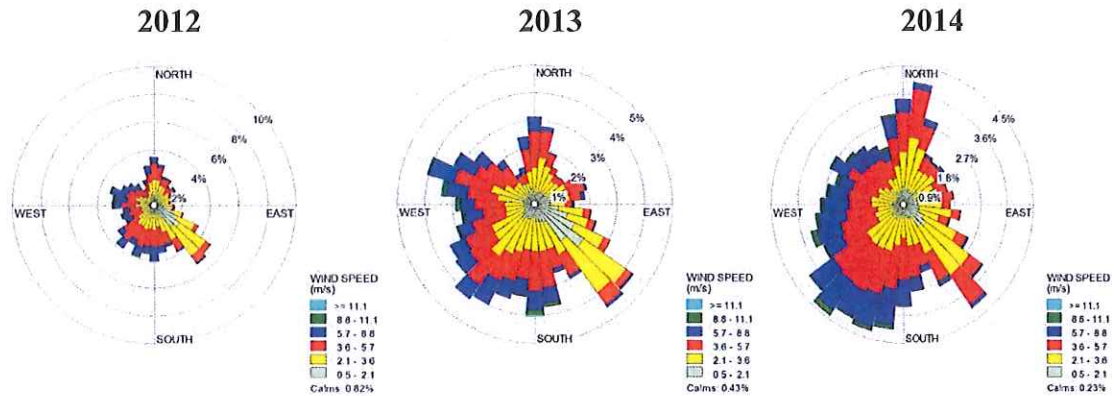 2012
2013
2014
NORTH
10%
8%
6%
4%
2%
WEST
EAST
SOUTH
WIND SPEED
(m/s)
>= 11.1
8.8 - 11.1
5.7 - 8.8
3.6 - 5.7
2.1 - 3.6
0.5 - 2.1
Calms: 0.82%
NORTH
5%
4%
3%
2%
1%
WEST
EAST
SOUTH
WIND SPEED
(m/s)
>= 11.1
8.8 - 11.1
5.7 - 8.8
3.6 - 5.7
2.1 - 3.6
0.5 - 2.1
Calms: 0.43%
NORTH
4.5%
3.6%
2.7%
1.8%
0.9%
WEST
EAST
SOUTH
WIND SPEED
(m/s)
>= 11.1
8.8 - 11.1
5.7 - 8.8
3.6 - 5.7
2.1 - 3.6
0.5 - 2.1
Calms: 0.23%